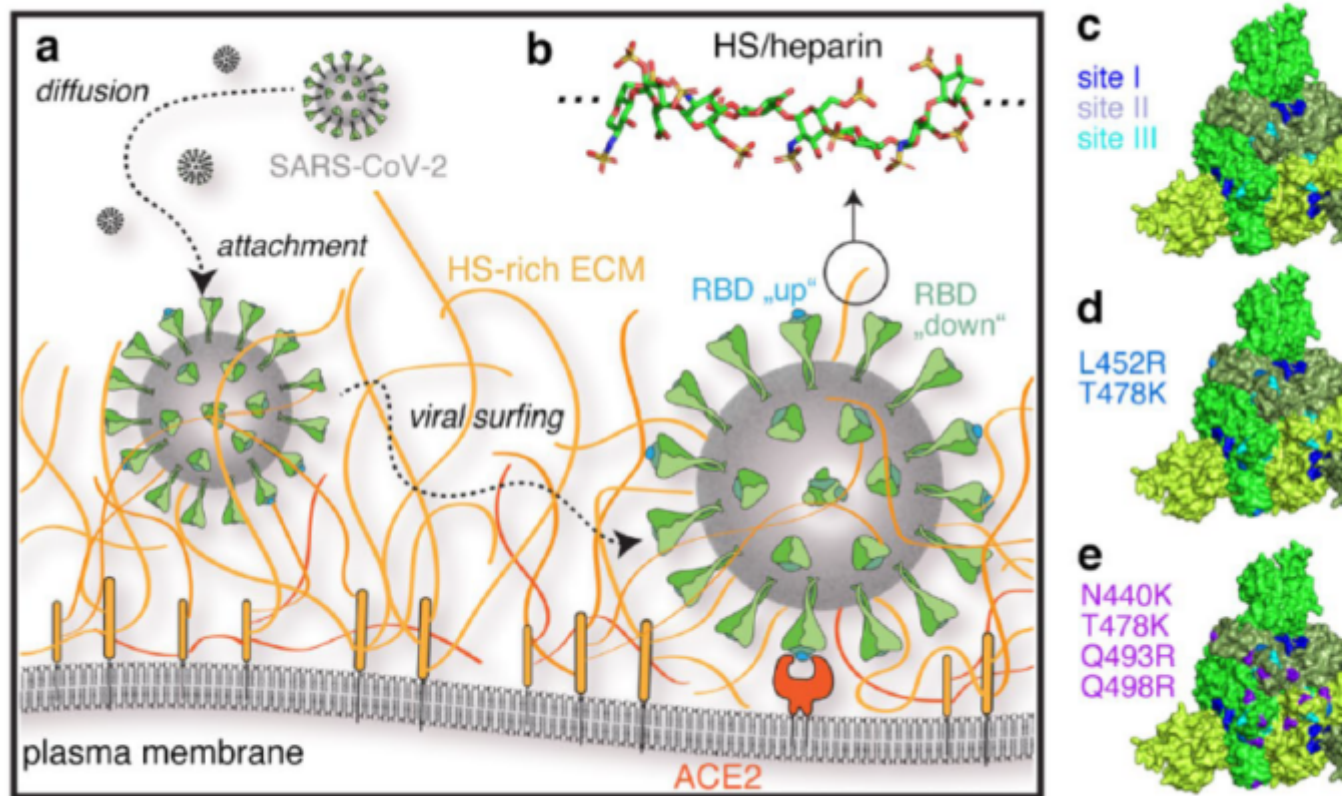 a
diffusion
SARS-CoV-2
attachment
HS-rich ECM
viral surfing
RBD „up“
RBD
„down“
plasma membrane
ACE2
b
HS/heparin
c
site I
site II
site III
d
L452R
T478K
e
N440K
T478K
Q493R
Q498R